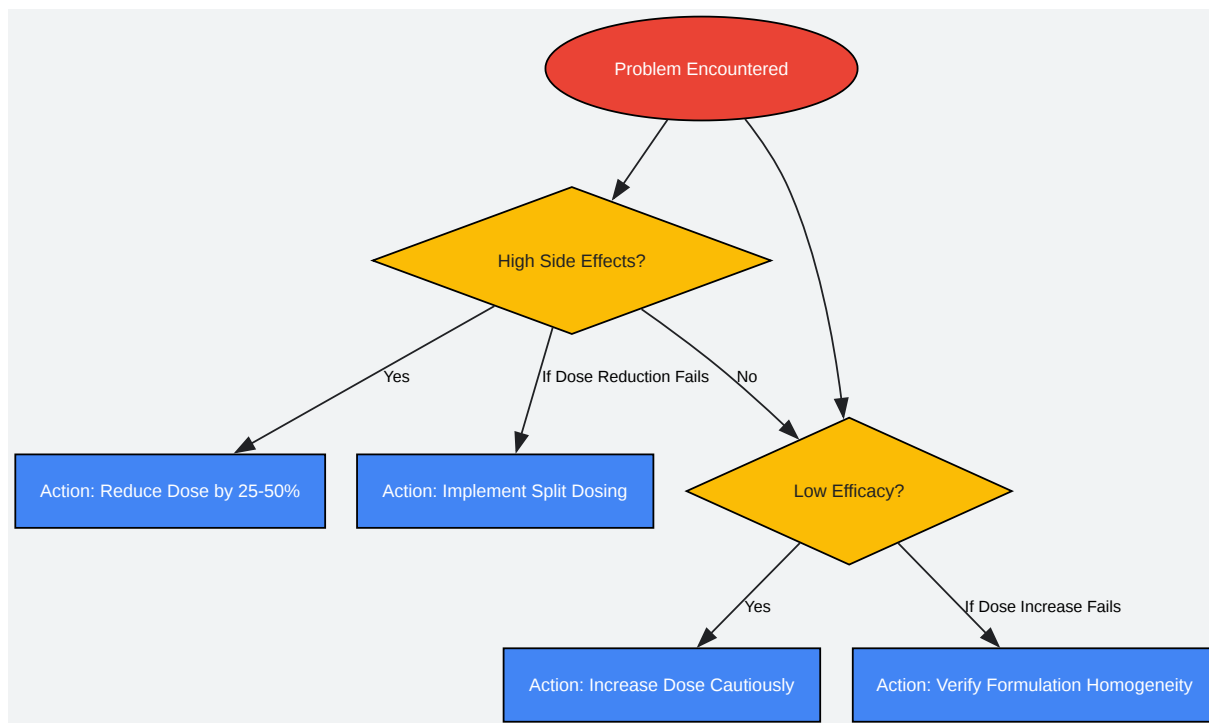 Problem Encountered
High Side Effects?
Yes
If Dose Reduction Fails
No
Action: Reduce Dose by 25-50%
Action: Implement Split Dosing
Low Efficacy?
Yes
If Dose Increase Fails
Action: Increase Dose Cautiously
Action: Verify Formulation Homogeneity